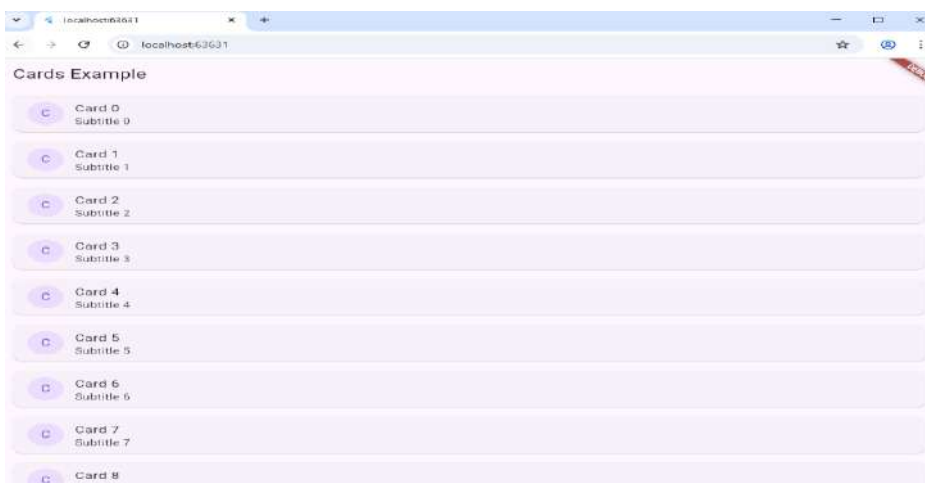 localhost:63631
localhost:63631
Cards Example
C
Card 0
Subtitle 0
C
Card 1
Subtitle 1
C
Card 2
Subtitle 2
C
Card 3
Subtitle 3
C
Card 4
Subtitle 4
C
Card 5
Subtitle 5
C
Card 6
Subtitle 6
C
Card 7
Subtitle 7
C
Card 8